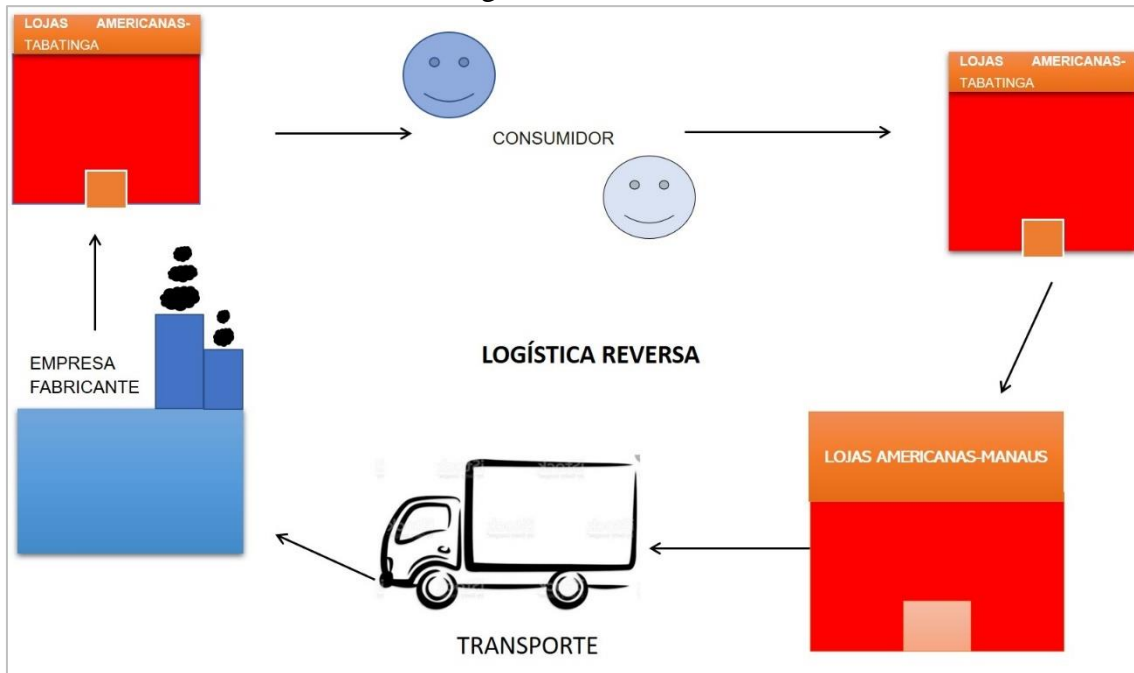 LOJAS AMERICANAS-
TABATINGA
CONSUMIDOR
LOJAS AMERICANAS-
TABATINGA
EMPRESA
FABRICANTE
LOGÍSTICA REVERSA
LOJAS AMERICANAS-MANAUS
TRANSPORTE